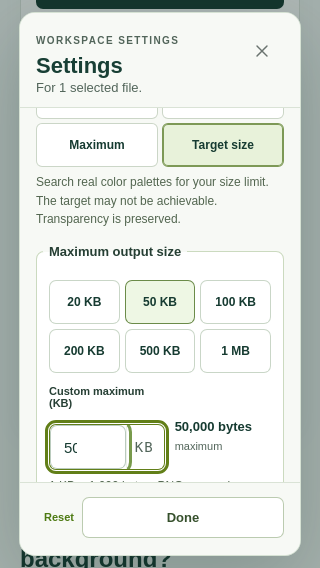 WORKSPACE SETTINGS
Settings
For 1 selected file.
Maximum
Target size
Search real color palettes for your size limit.
The target may not be achievable.
Transparency is preserved.
Maximum output size
20 KB
50 KB
100 KB
200 KB
500 KB
1 MB
Custom maximum
(KB)
50,000 bytes
KB
maximum
Reset
Done
background?